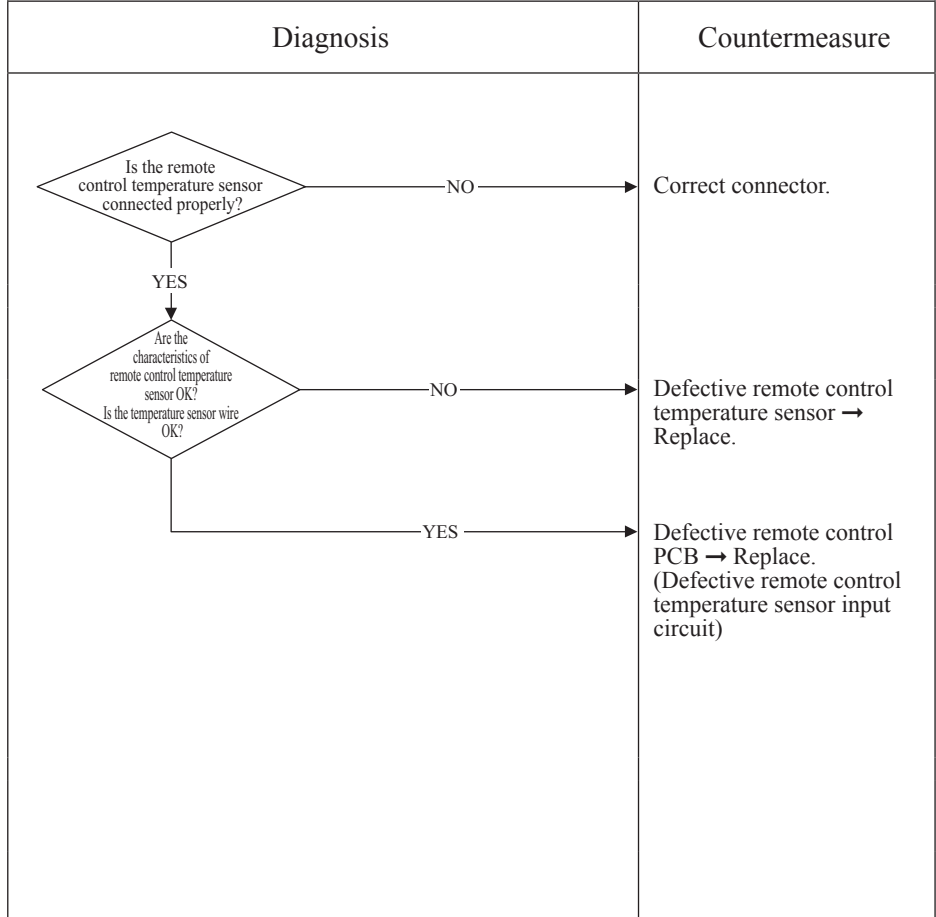 Diagnosis
Countermeasure
Is the remote
control temperature sensor
connected properly?
NO
Correct connector.
YES
Are the
characteristics of
remote control temperature
sensor OK?
Is the temperature sensor wire
OK?
NO
Defective remote control
temperature sensor ➞
Replace.
YES
Defective remote control
PCB ➞ Replace.
(Defective remote control
temperature sensor input
circuit)